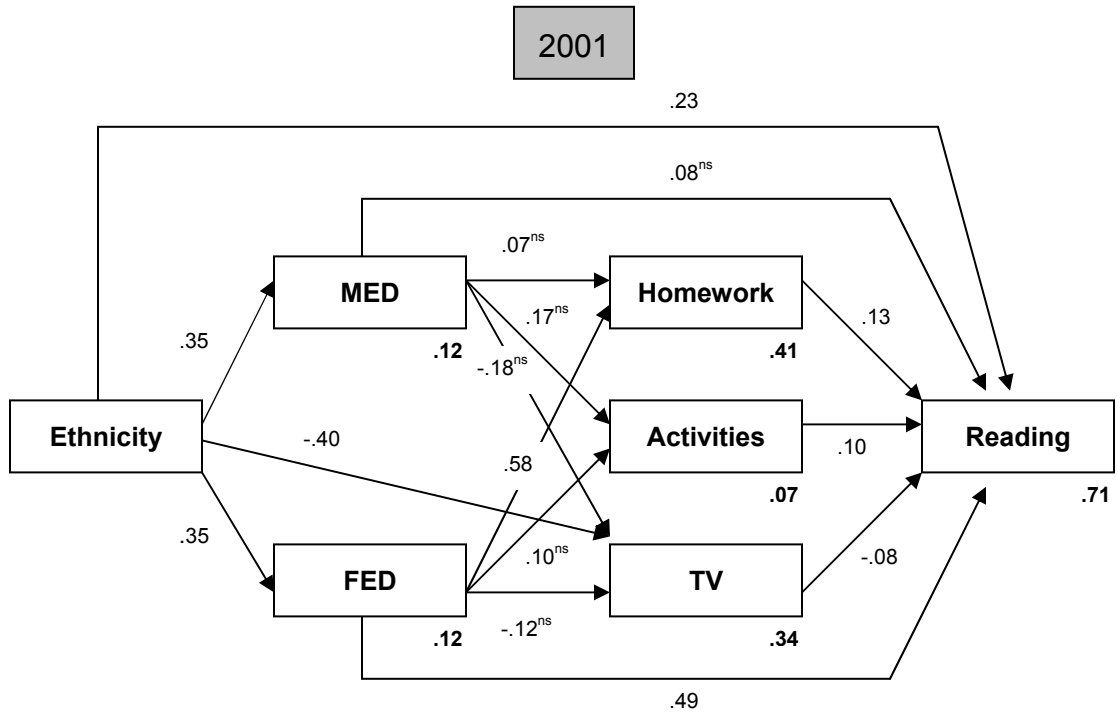 2001
.23
.08ns
.07ns
MED
Homework
.17ns
.13
.35
.12
-.18ns
.41
Ethnicity
-.40
Activities
Reading
.58
.10
.07
.71
.35
.10ns
-.08
FED
TV
.12
-.12ns
.34
.49